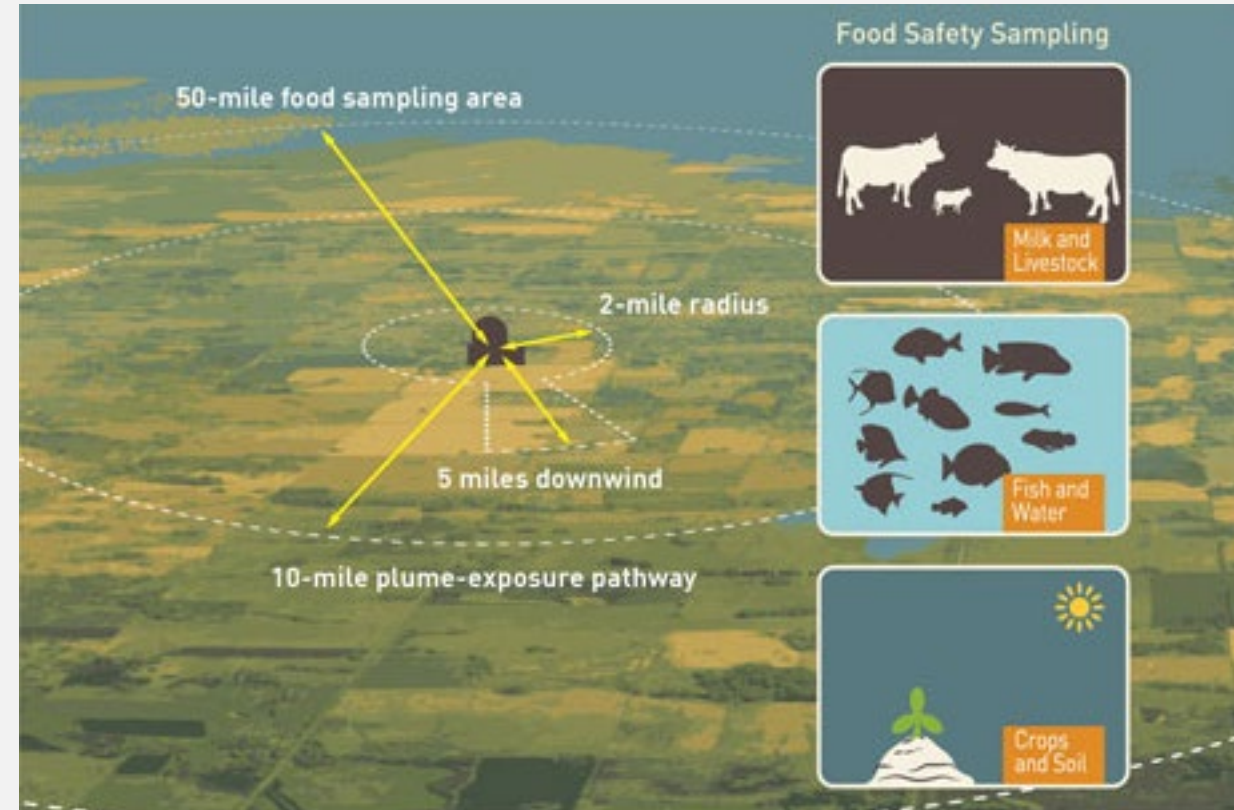 Food Safety Sampling
50-mile food sampling area
Milk and
Livestock
2-mile radius
5 miles downwind
Fish and
Water
10-mile plume-exposure pathway
Crops
and Soil